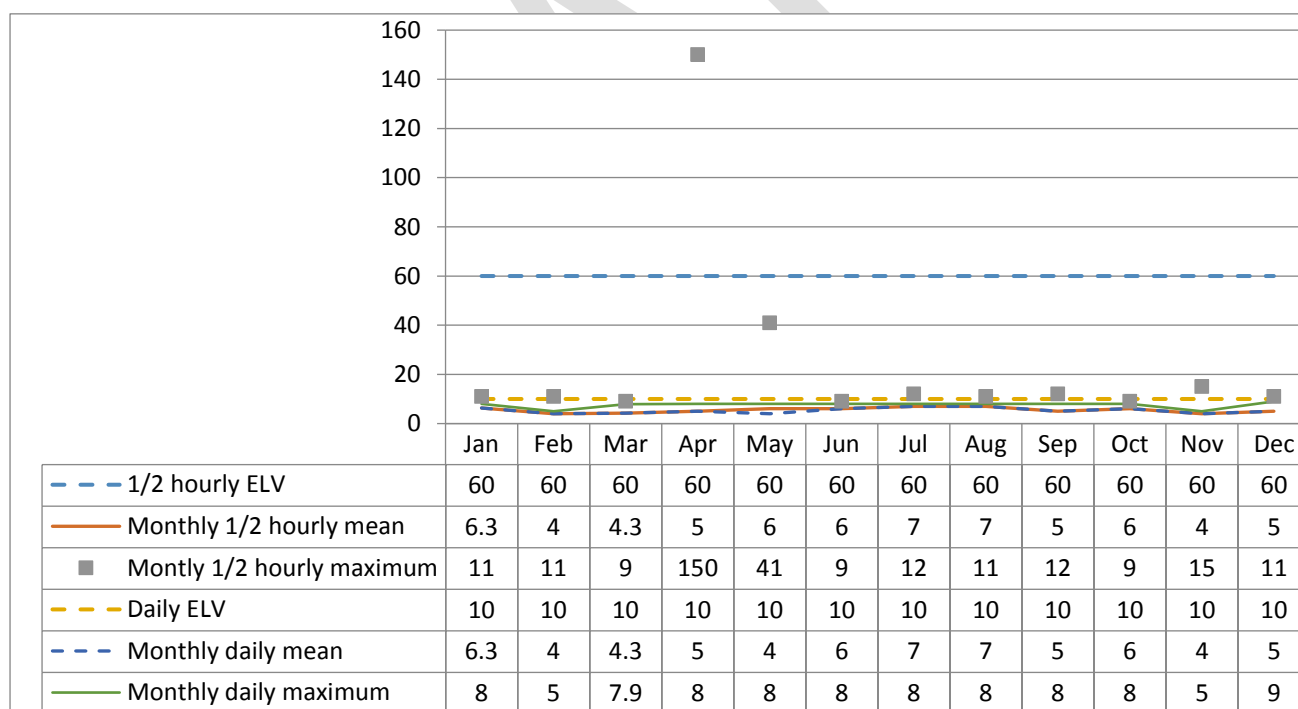 160
140
120
100
80
60
40
20
0
Jan Feb Mar Apr May Jun Jul Aug Sep Oct Nov Dec
1/2 hourly ELV 60 60 60 60 60 60 60 60 60 60 60 60
Monthly 1/2 hourly mean 6.3 4 4.3 5 6 6 7 7 5 6 4 5
Montly 1/2 hourly maximum 11 11 9 150 41 9 12 11 12 9 15 11
Daily ELV 10 10 10 10 10 10 10 10 10 10 10 10
Monthly daily mean 6.3 4 4.3 5 4 6 7 7 5 6 4 5
Monthly daily maximum 8 5 7.9 8 8 8 8 8 8 8 5 9